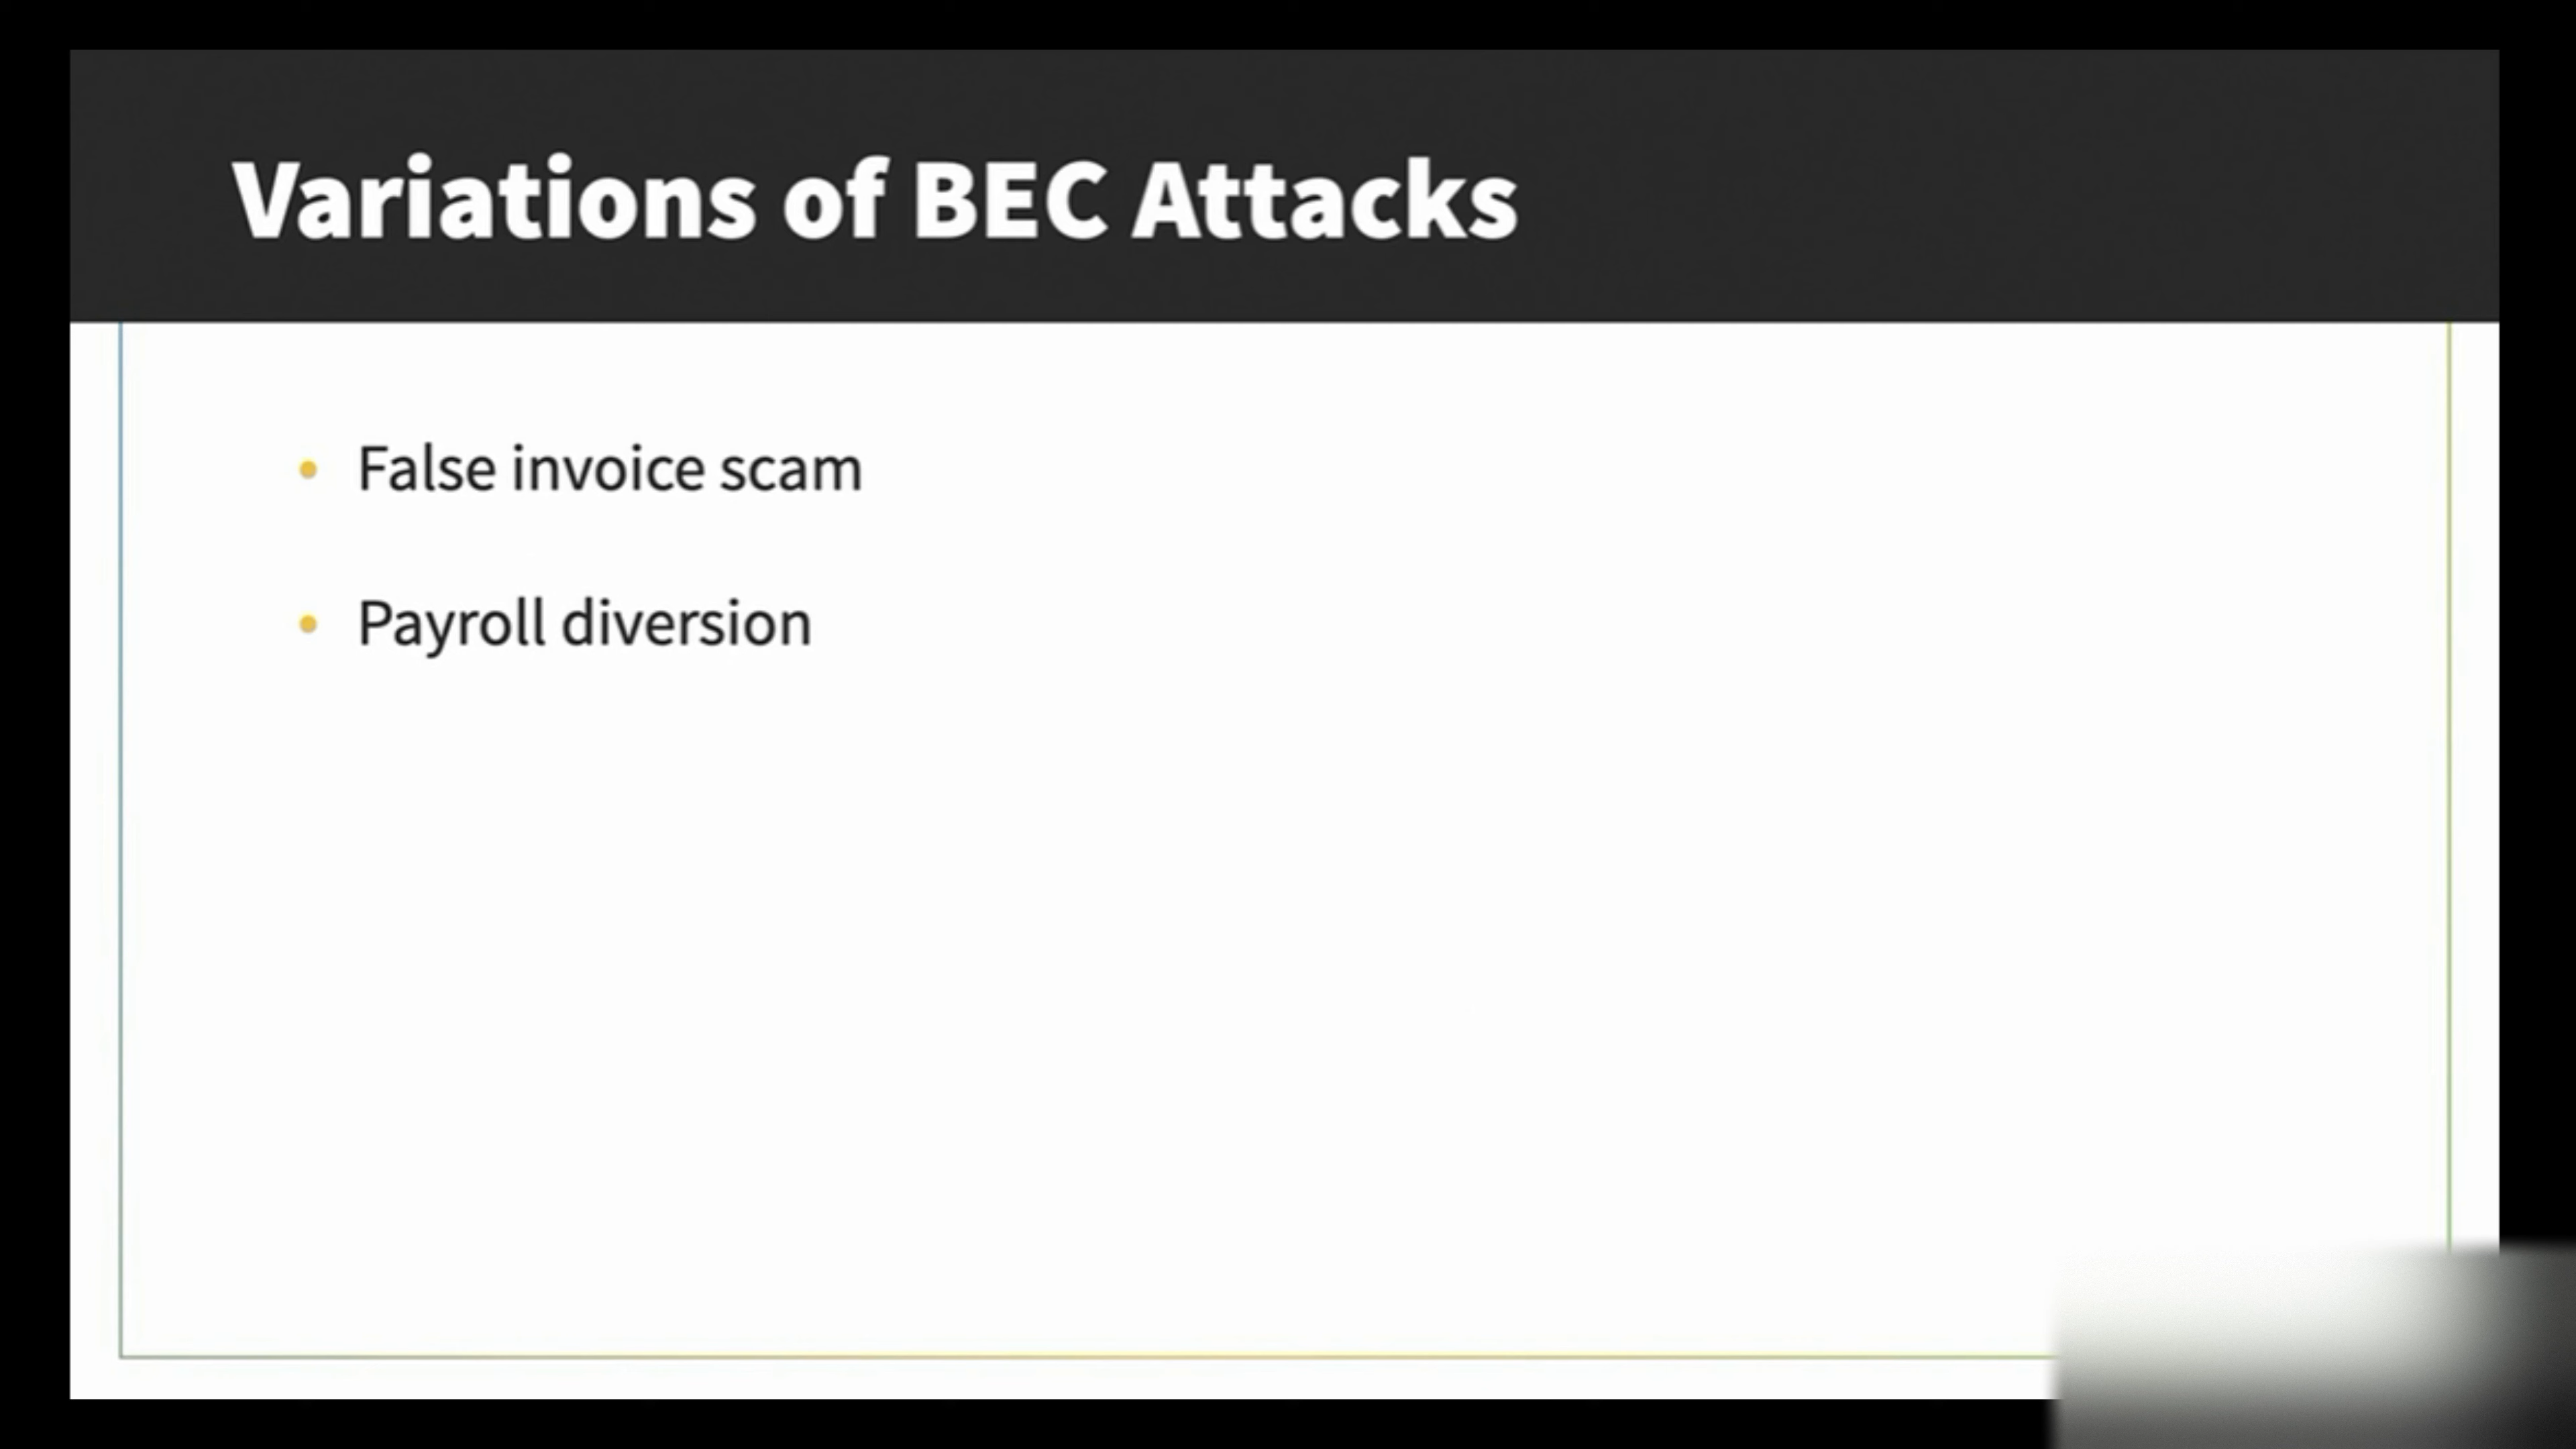 Variations of BEC Attacks
• False invoice scam
• Payroll diversion